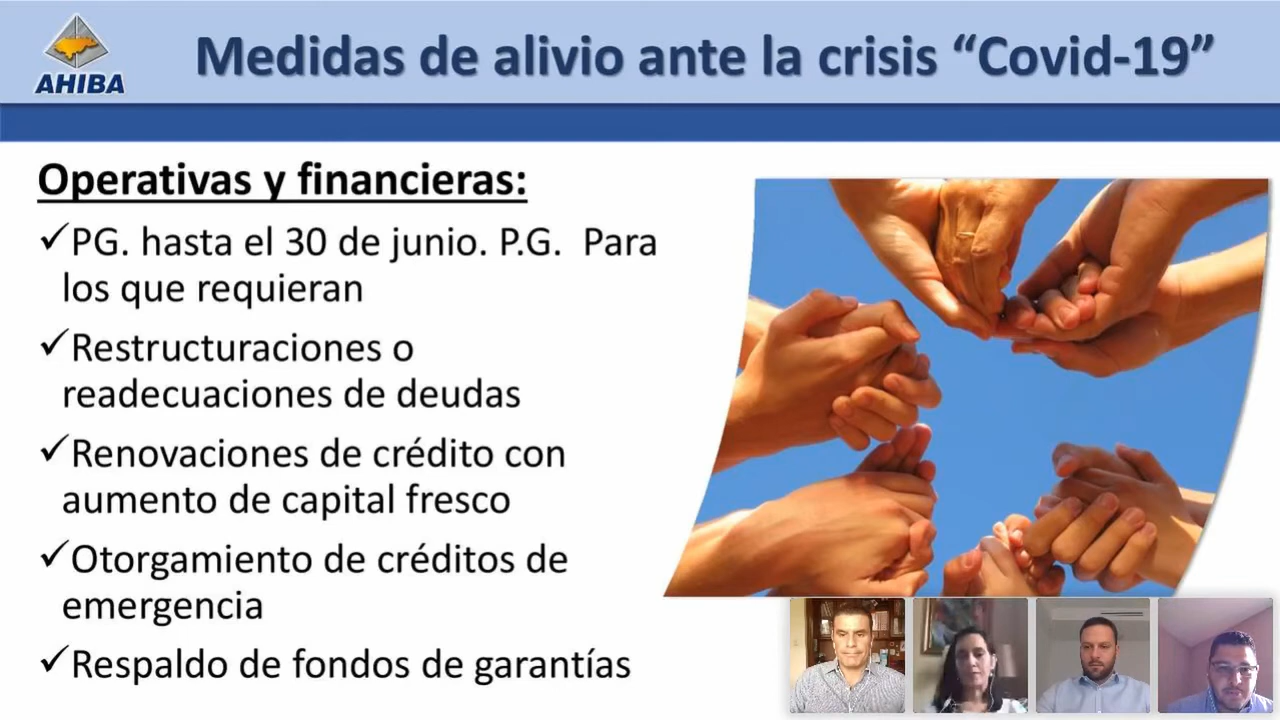 AHIBA
Medidas de alivio ante la crisis “Covid-19”
Operativas y financieras:
✓PG. hasta el 30 de junio. P.G. Para
los que requieran
✓Restructuraciones o
readecuaciones de deudas
✓Renovaciones de crédito con
aumento de capital fresco
✓Otorgamiento de créditos de
emergencia
✓Respaldo de fondos de garantías